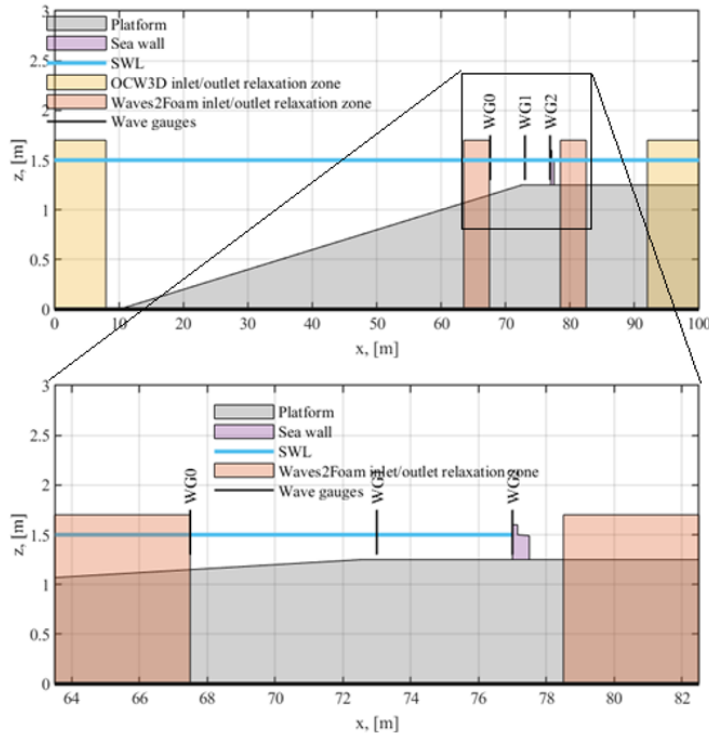 3
Platform
Sea wall
2.5
SWL
OCW3D inlet/outlet relaxation zone
2
Waves2Foam inlet/outlet relaxation zone
Wave gauges
WG0
WG1
WG2
z, [m]
1.5
1
0.5
0
0 10 20 30 40 50 60 70 80 90 100
x, [m]
3
Platform
2.5
Sea wall
SWL
Waves2Foam inlet/outlet relaxation zone
2
Wave gauges
WG0
WG1
WG2
z, [m]
1.5
1
0.5
0
64 66 68 70 72 74 76 78 80 82
x, [m]